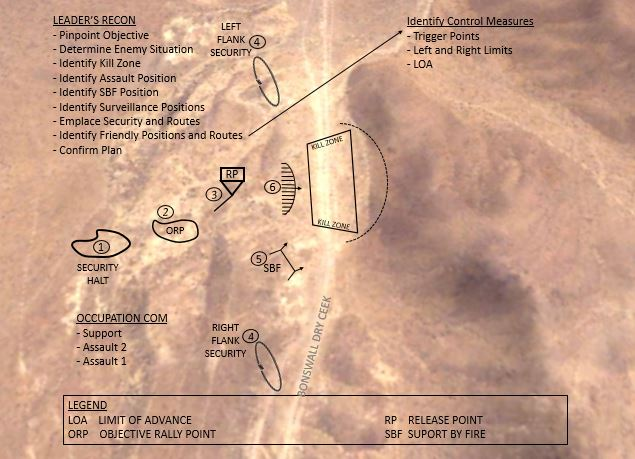 LEADER'S RECON
- Pinpoint Objective
- Determine Enemy Situation
- Identify Kill Zone
- Identify Assault Position
- Identify SBF Position
- Identify Surveillance Positions
- Emplace Security and Routes
- Identify Friendly Positions and Routes
- Confirm Plan
LEFT
FLANK
SECURITY
4
Identify Control Measures
- Trigger Points
- Left and Right Limits
- LOA
KILL ZONE
RP
3
6
2
ORP
KILL ZONE
1
SECURITY
HALT
5
SBF
OCCUPATION COM
- Support
- Assault 2
- Assault 1
RIGHT
FLANK
SECURITY
4
BONSWALL DRY CEEK
LEGEND
LOA LIMIT OF ADVANCE
ORP OBJECTIVE RALLY POINT
RP RELEASE POINT
SBF SUPORT BY FIRE